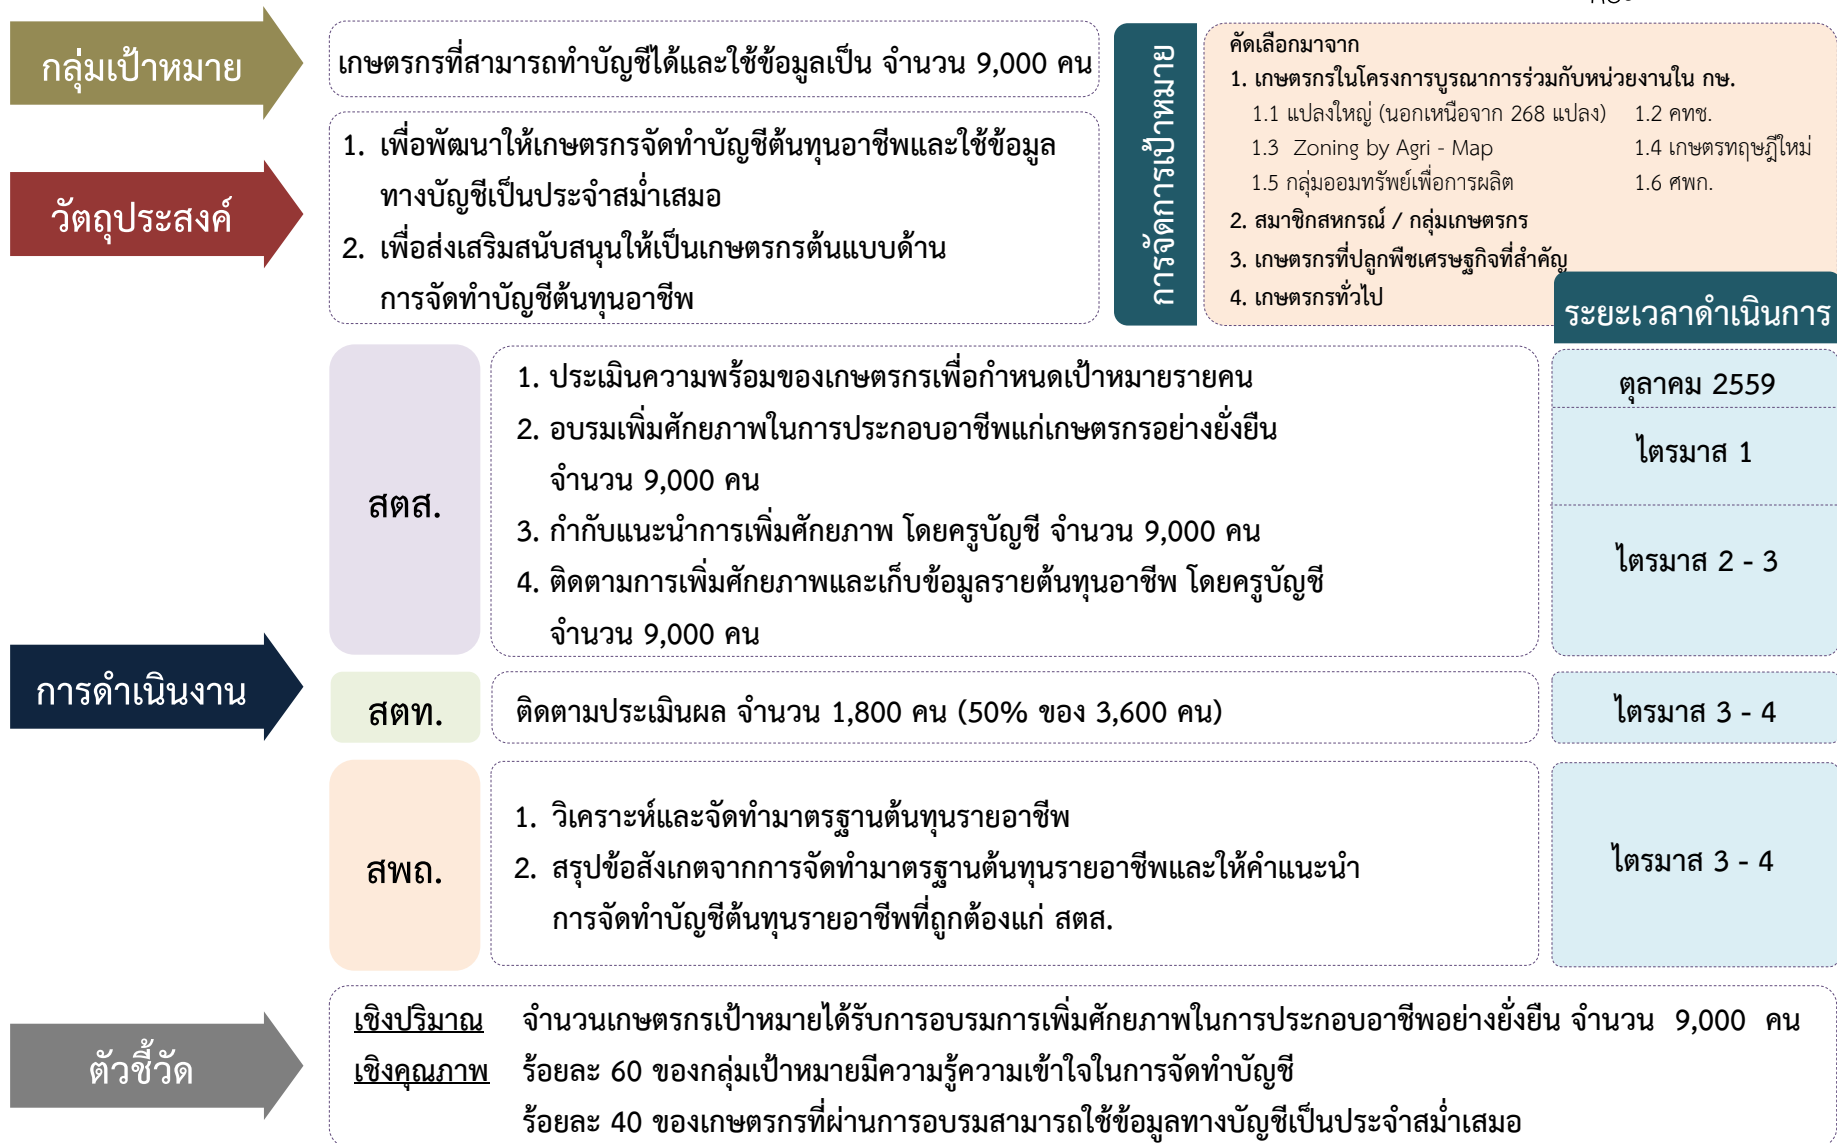 กลุ่มเป้าหมาย
เกษตรกรที่สามารถทำบัญชีได้และใช้ข้อมูลเป็น จำนวน 9,000 คน
วัตถุประสงค์
1. เพื่อพัฒนาให้เกษตรกรจัดทำบัญชีต้นทุนอาชีพและใช้ข้อมูล
ทางบัญชีเป็นประจำสม่ำเสมอ
2. เพื่อส่งเสริมสนับสนุนให้เป็นเกษตรกรต้นแบบด้าน
การจัดทำบัญชีต้นทุนอาชีพ
การจัดการเป้าหมาย
คัดเลือกมาจาก
1. เกษตรกรในโครงการบูรณาการร่วมกับหน่วยงานใน กษ.
1.1 แปลงใหญ่ (นอกเหนือจาก 268 แปลง) 1.2 คทช.
1.3 Zoning by Agri - Map 1.4 เกษตรทฤษฎีใหม่
1.5 กลุ่มออมทรัพย์เพื่อการผลิต 1.6 ศพก.
2. สมาชิกสหกรณ์ / กลุ่มเกษตรกร
3. เกษตรกรที่ปลูกพืชเศรษฐกิจที่สำคัญ
4. เกษตรกรทั่วไป
ระยะเวลาดำเนินการ
การดำเนินงาน
สตส.
1. ประเมินความพร้อมของเกษตรกรเพื่อกำหนดเป้าหมายรายคน
2. อบรมเพิ่มศักยภาพในการประกอบอาชีพแก่เกษตรกรอย่างยั่งยืน
จำนวน 9,000 คน
3. กำกับแนะนำการเพิ่มศักยภาพ โดยครูบัญชี จำนวน 9,000 คน
4. ติดตามการเพิ่มศักยภาพและเก็บข้อมูลรายต้นทุนอาชีพ โดยครูบัญชี
จำนวน 9,000 คน
ตุลาคม 2559
ไตรมาส 1
ไตรมาส 2 - 3
สตท.
ติดตามประเมินผล จำนวน 1,800 คน (50% ของ 3,600 คน)
ไตรมาส 3 - 4
สพถ.
1. วิเคราะห์และจัดทำมาตรฐานต้นทุนรายอาชีพ
2. สรุปข้อสังเกตจากการจัดทำมาตรฐานต้นทุนรายอาชีพและให้คำแนะนำ
การจัดทำบัญชีต้นทุนรายอาชีพที่ถูกต้องแก่ สตส.
ไตรมาส 3 - 4
ตัวชี้วัด
เชิงปริมาณ จำนวนเกษตรกรเป้าหมายได้รับการอบรมการเพิ่มศักยภาพในการประกอบอาชีพอย่างยั่งยืน จำนวน 9,000 คน
เชิงคุณภาพ ร้อยละ 60 ของกลุ่มเป้าหมายมีความรู้ความเข้าใจในการจัดทำบัญชี
ร้อยละ 40 ของเกษตรกรที่ผ่านการอบรมสามารถใช้ข้อมูลทางบัญชีเป็นประจำสม่ำเสมอ